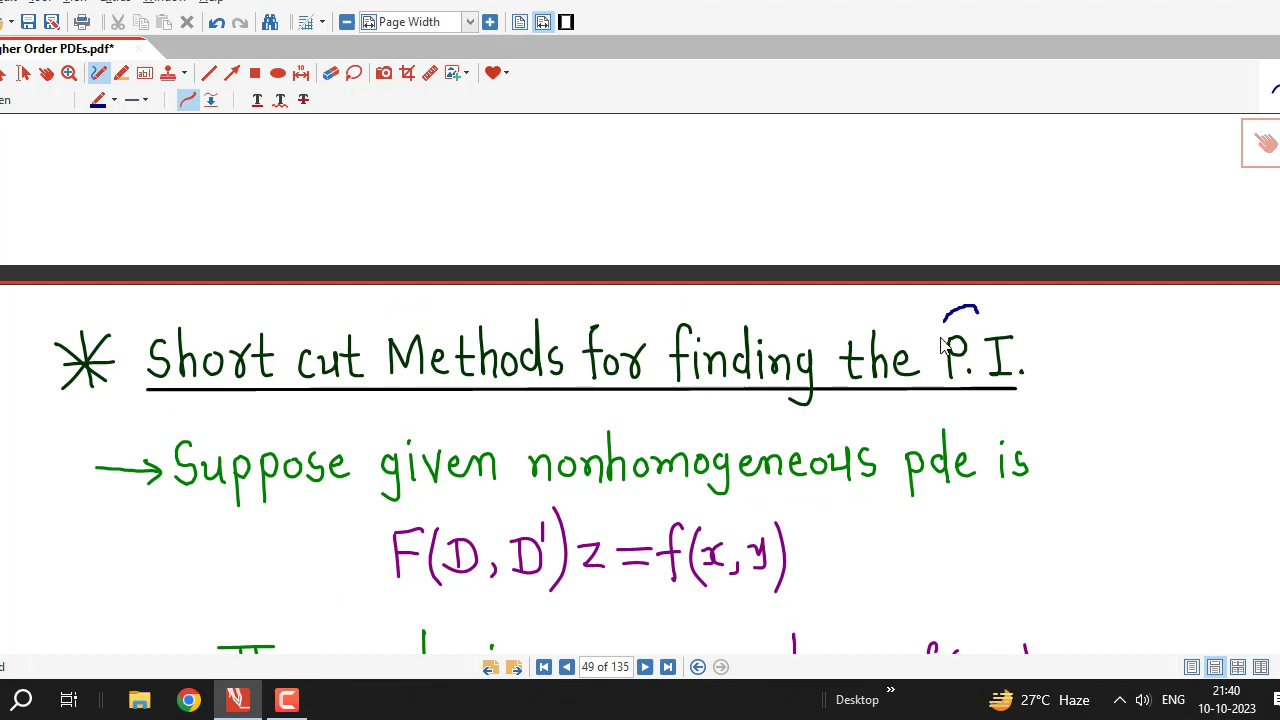 Page Width
gher Order PDEs.pdf*
en
* Short cut Methods for finding the P.I.
→ Suppose given nonhomogeneous pde is
F(D, D')z = f(x, y)
49 of 135
Desktop
27°C Haze
ENG
21:40
10-10-2023